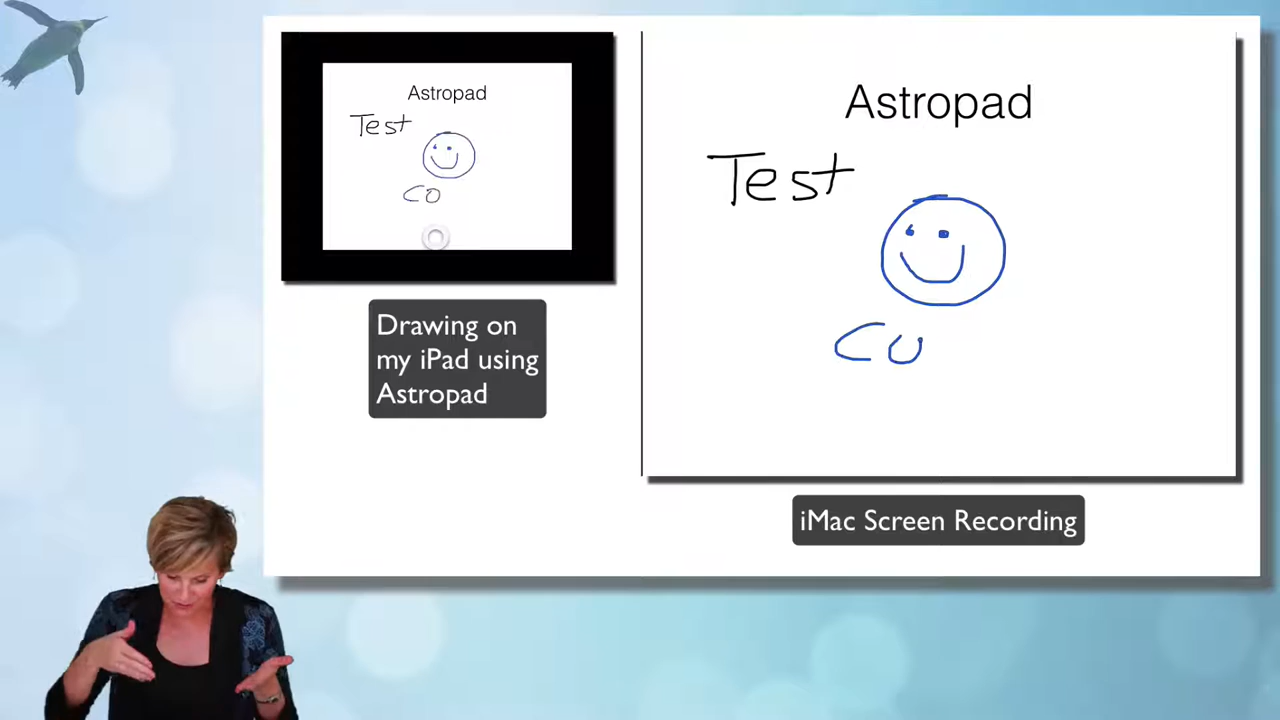 Astropad
Test
CO
Drawing on
my iPad using
Astropad
Astropad
Test
CO
iMac Screen Recording